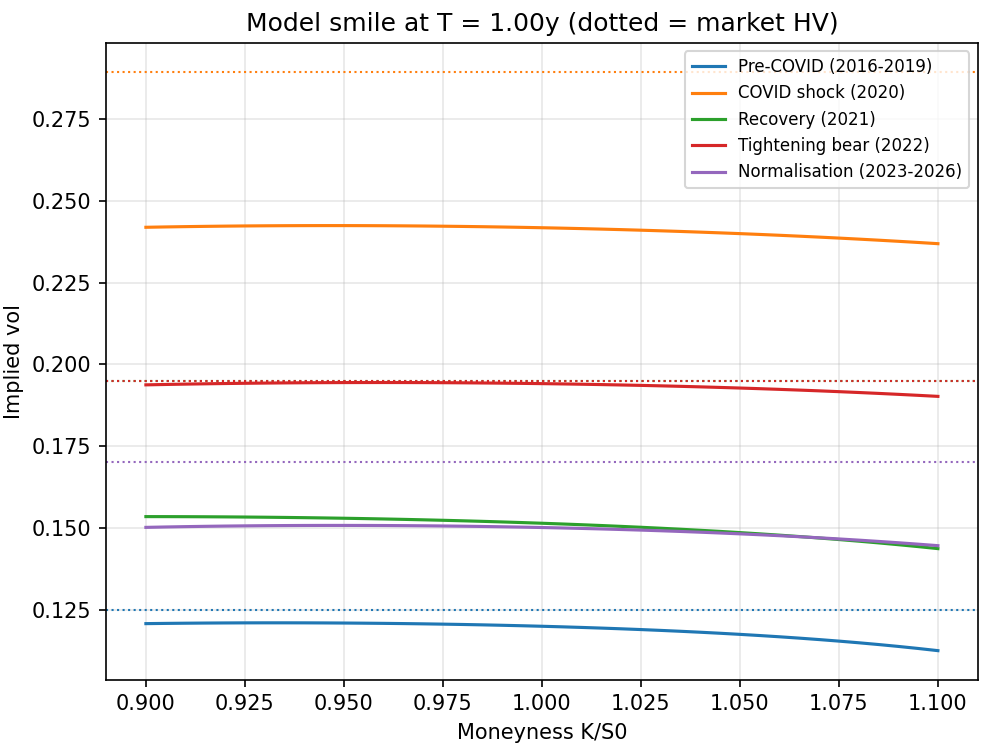 Model smile at T = 1.00y (dotted = market HV)
Pre-COVID (2016-2019)
COVID shock (2020)
Recovery (2021)
Tightening bear (2022)
Normalisation (2023-2026)
Implied vol
0.275
0.250
0.225
0.200
0.175
0.150
0.125
0.900 0.925 0.950 0.975 1.000 1.025 1.050 1.075 1.100
Moneyness K/S0